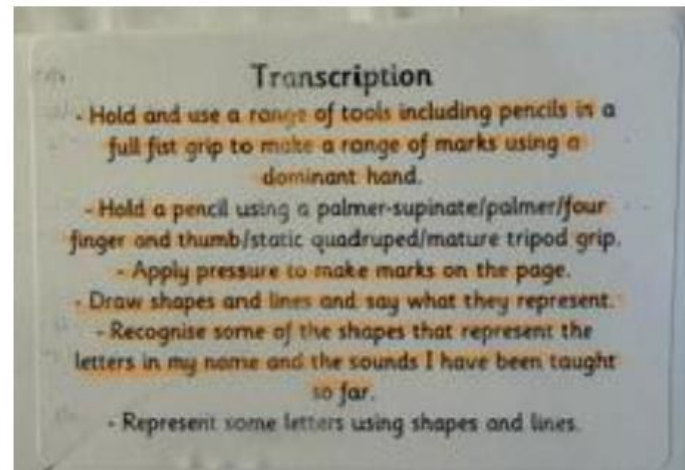 Transcription
- Hold and use a range of tools including pencils in a
full fist grip to make a range of marks using a
dominant hand.
- Hold a pencil using a palmer-supinate/palmer/four
finger and thumb/static quadruped/mature tripod grip.
- Apply pressure to make marks on the page.
- Draw shapes and lines and say what they represent.
- Recognise some of the shapes that represent the
letters in my name and the sounds I have been taught
so far.
- Represent some letters using shapes and lines.